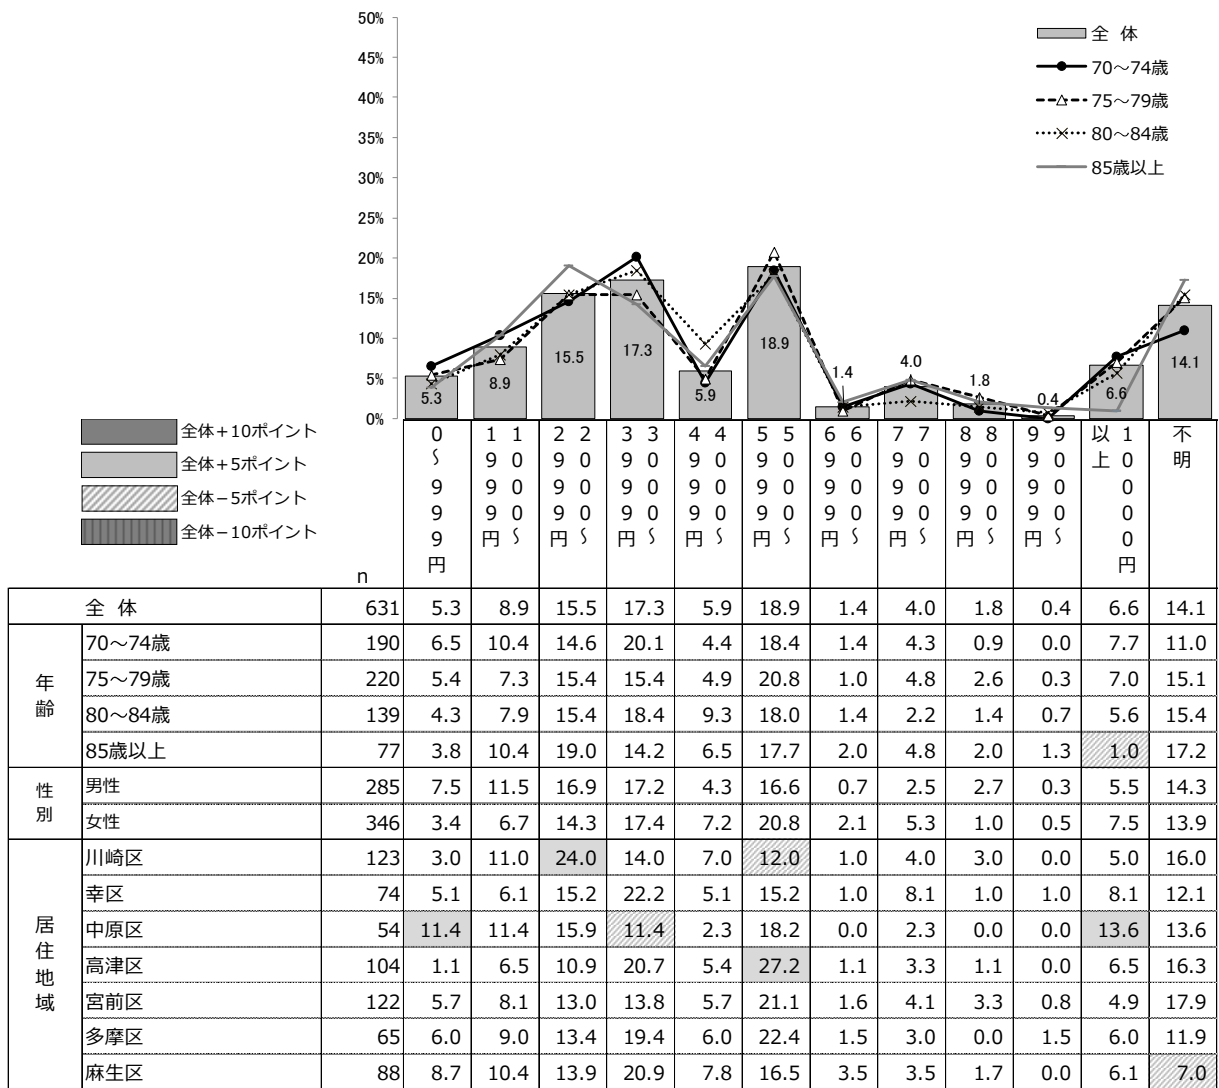 50%
45%
40%
35%
30%
25%
20%
15%
10%
5%
0%
全 体
70～74歳
75～79歳
80～84歳
85歳以上
5.3
8.9
15.5
17.3
5.9
18.9
1.4
4.0
1.8
0.4
6.6
14.1
全体+10ポイント
全体+5ポイント
全体-5ポイント
全体-10ポイント
n
0～999円
1000～
1999円
2000～
2999円
3000～
3999円
4000～
4999円
5000～
5999円
6000～
6999円
7000～
7999円
8000～
8999円
9000～
9999円
10000円
以上
不明
全 体 631 5.3 8.9 15.5 17.3 5.9 18.9 1.4 4.0 1.8 0.4 6.6 14.1
年齢
70～74歳 190 6.5 10.4 14.6 20.1 4.4 18.4 1.4 4.3 0.9 0.0 7.7 11.0
75～79歳 220 5.4 7.3 15.4 15.4 4.9 20.8 1.0 4.8 2.6 0.3 7.0 15.1
80～84歳 139 4.3 7.9 15.4 18.4 9.3 18.0 1.4 2.2 1.4 0.7 5.6 15.4
85歳以上 77 3.8 10.4 19.0 14.2 6.5 17.7 2.0 4.8 2.0 1.3 1.0 17.2
性別
男性 285 7.5 11.5 16.9 17.2 4.3 16.6 0.7 2.5 2.7 0.3 5.5 14.3
女性 346 3.4 6.7 14.3 17.4 7.2 20.8 2.1 5.3 1.0 0.5 7.5 13.9
居住地域
川崎区 123 3.0 11.0 24.0 14.0 7.0 12.0 1.0 4.0 3.0 0.0 5.0 16.0
幸区 74 5.1 6.1 15.2 22.2 5.1 15.2 1.0 8.1 1.0 1.0 8.1 12.1
中原区 54 11.4 11.4 15.9 11.4 2.3 18.2 0.0 2.3 0.0 0.0 13.6 13.6
高津区 104 1.1 6.5 10.9 20.7 5.4 27.2 1.1 3.3 1.1 0.0 6.5 16.3
宮前区 122 5.7 8.1 13.0 13.8 5.7 21.1 1.6 4.1 3.3 0.8 4.9 17.9
多摩区 65 6.0 9.0 13.4 19.4 6.0 22.4 1.5 3.0 0.0 1.5 6.0 11.9
麻生区 88 8.7 10.4 13.9 20.9 7.8 16.5 3.5 3.5 1.7 0.0 6.1 7.0